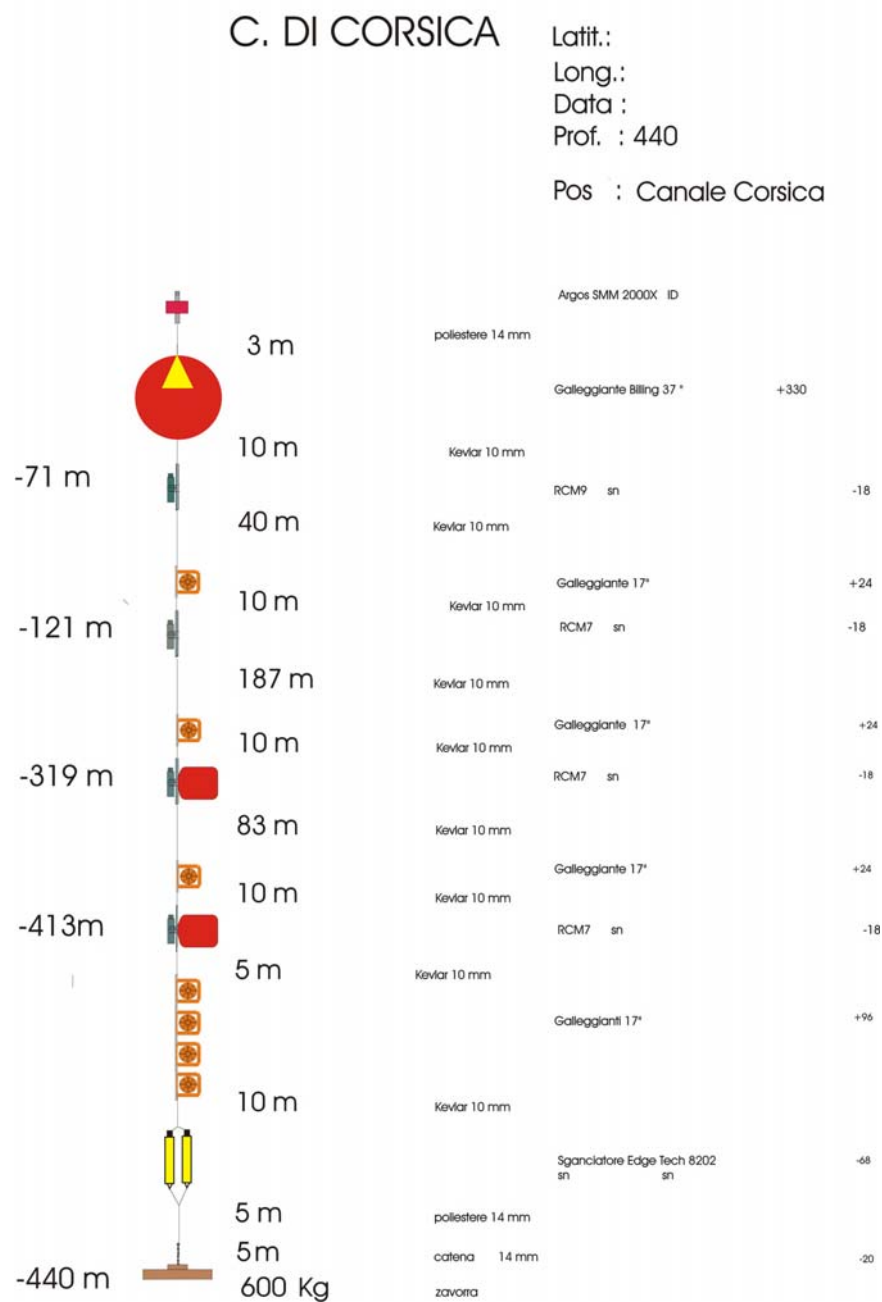 C. DI CORSICA
Latit.:
Long.:
Data :
Prof. : 440
Pos : Canale Corsica
Argos SMM 2000X ID
3 m poliestere 14 mm
Galleggiante Billing 37 " +330
10 m Kevlar 10 mm
-71 m RCM9 sn -18
40 m Kevlar 10 mm
Galleggiante 17" +24
10 m Kevlar 10 mm
-121 m RCM7 sn -18
187 m Kevlar 10 mm
Galleggiante 17" +24
10 m Kevlar 10 mm
-319 m RCM7 sn -18
83 m Kevlar 10 mm
Galleggiante 17" +24
10 m Kevlar 10 mm
-413m RCM7 sn -18
5 m Kevlar 10 mm
Galleggianti 17" +96
10 m Kevlar 10 mm
Sganciatore Edge Tech 8202 -68
sn sn
5 m poliestere 14 mm
5m catena 14 mm -20
-440 m 600 Kg zavorra